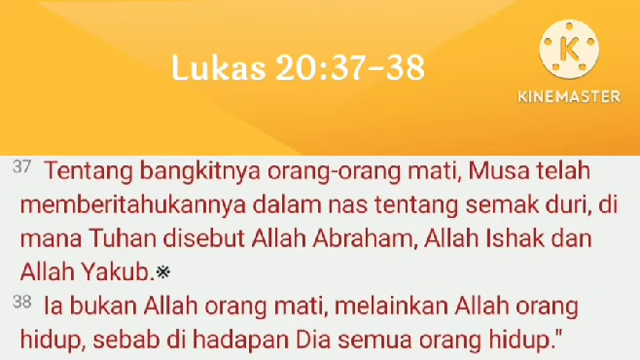 Lukas 20:37-38
KINEMASTER
37 Tentang bangkitnya orang-orang mati, Musa telah
memberitahukannya dalam nas tentang semak duri, di
mana Tuhan disebut Allah Abraham, Allah Ishak dan
Allah Yakub.※
38 Ia bukan Allah orang mati, melainkan Allah orang
hidup, sebab di hadapan Dia semua orang hidup."